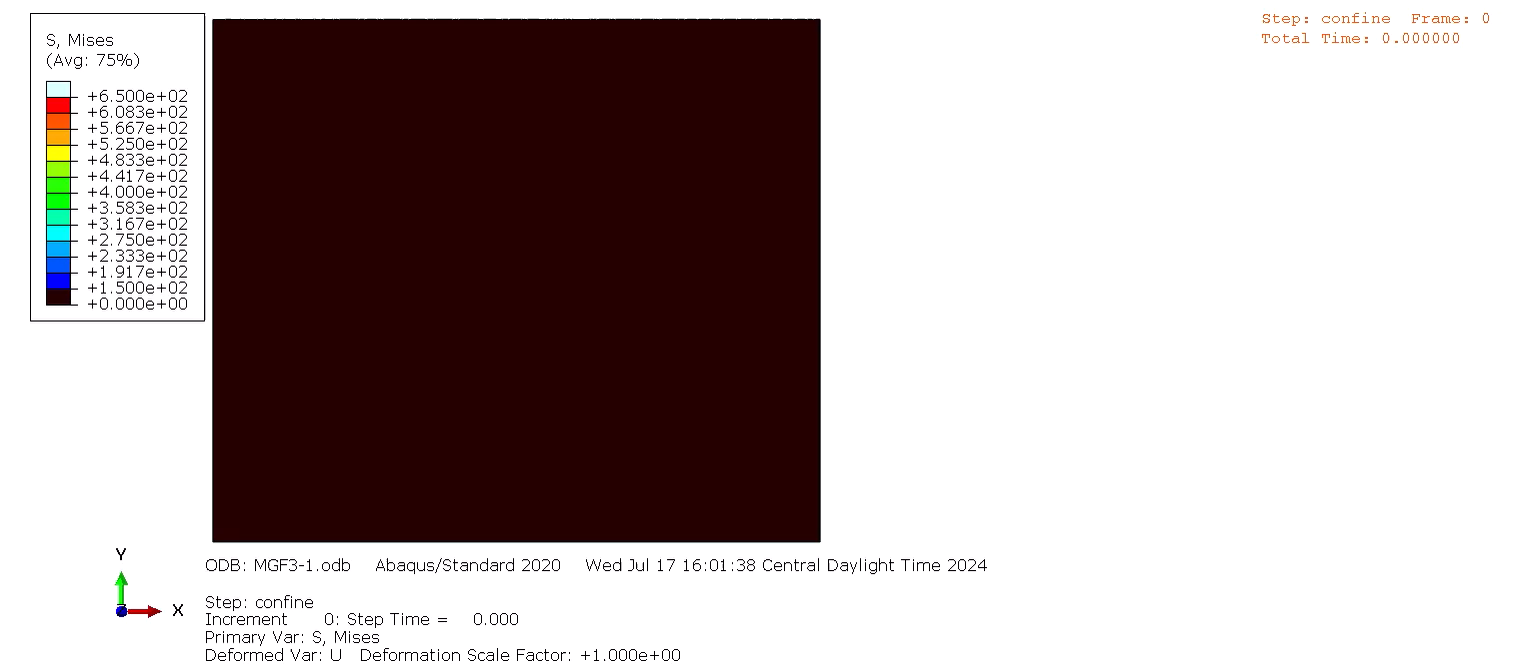 S, Mises
(Avg: 75%)
+6.500e+02
+6.083e+02
+5.667e+02
+5.250e+02
+4.833e+02
+4.417e+02
+4.000e+02
+3.583e+02
+3.167e+02
+2.750e+02
+2.333e+02
+1.917e+02
+1.500e+02
+0.000e+00
Step: confine  Frame: 0
Total Time: 0.000000
Y
X
Z
ODB: MGF3-1.odb    Abaqus/Standard 2020    Wed Jul 17 16:01:38 Central Daylight Time 2024
Step: confine
Increment    0: Step Time =    0.000
Primary Var: S, Mises
Deformed Var: U   Deformation Scale Factor: +1.000e+00